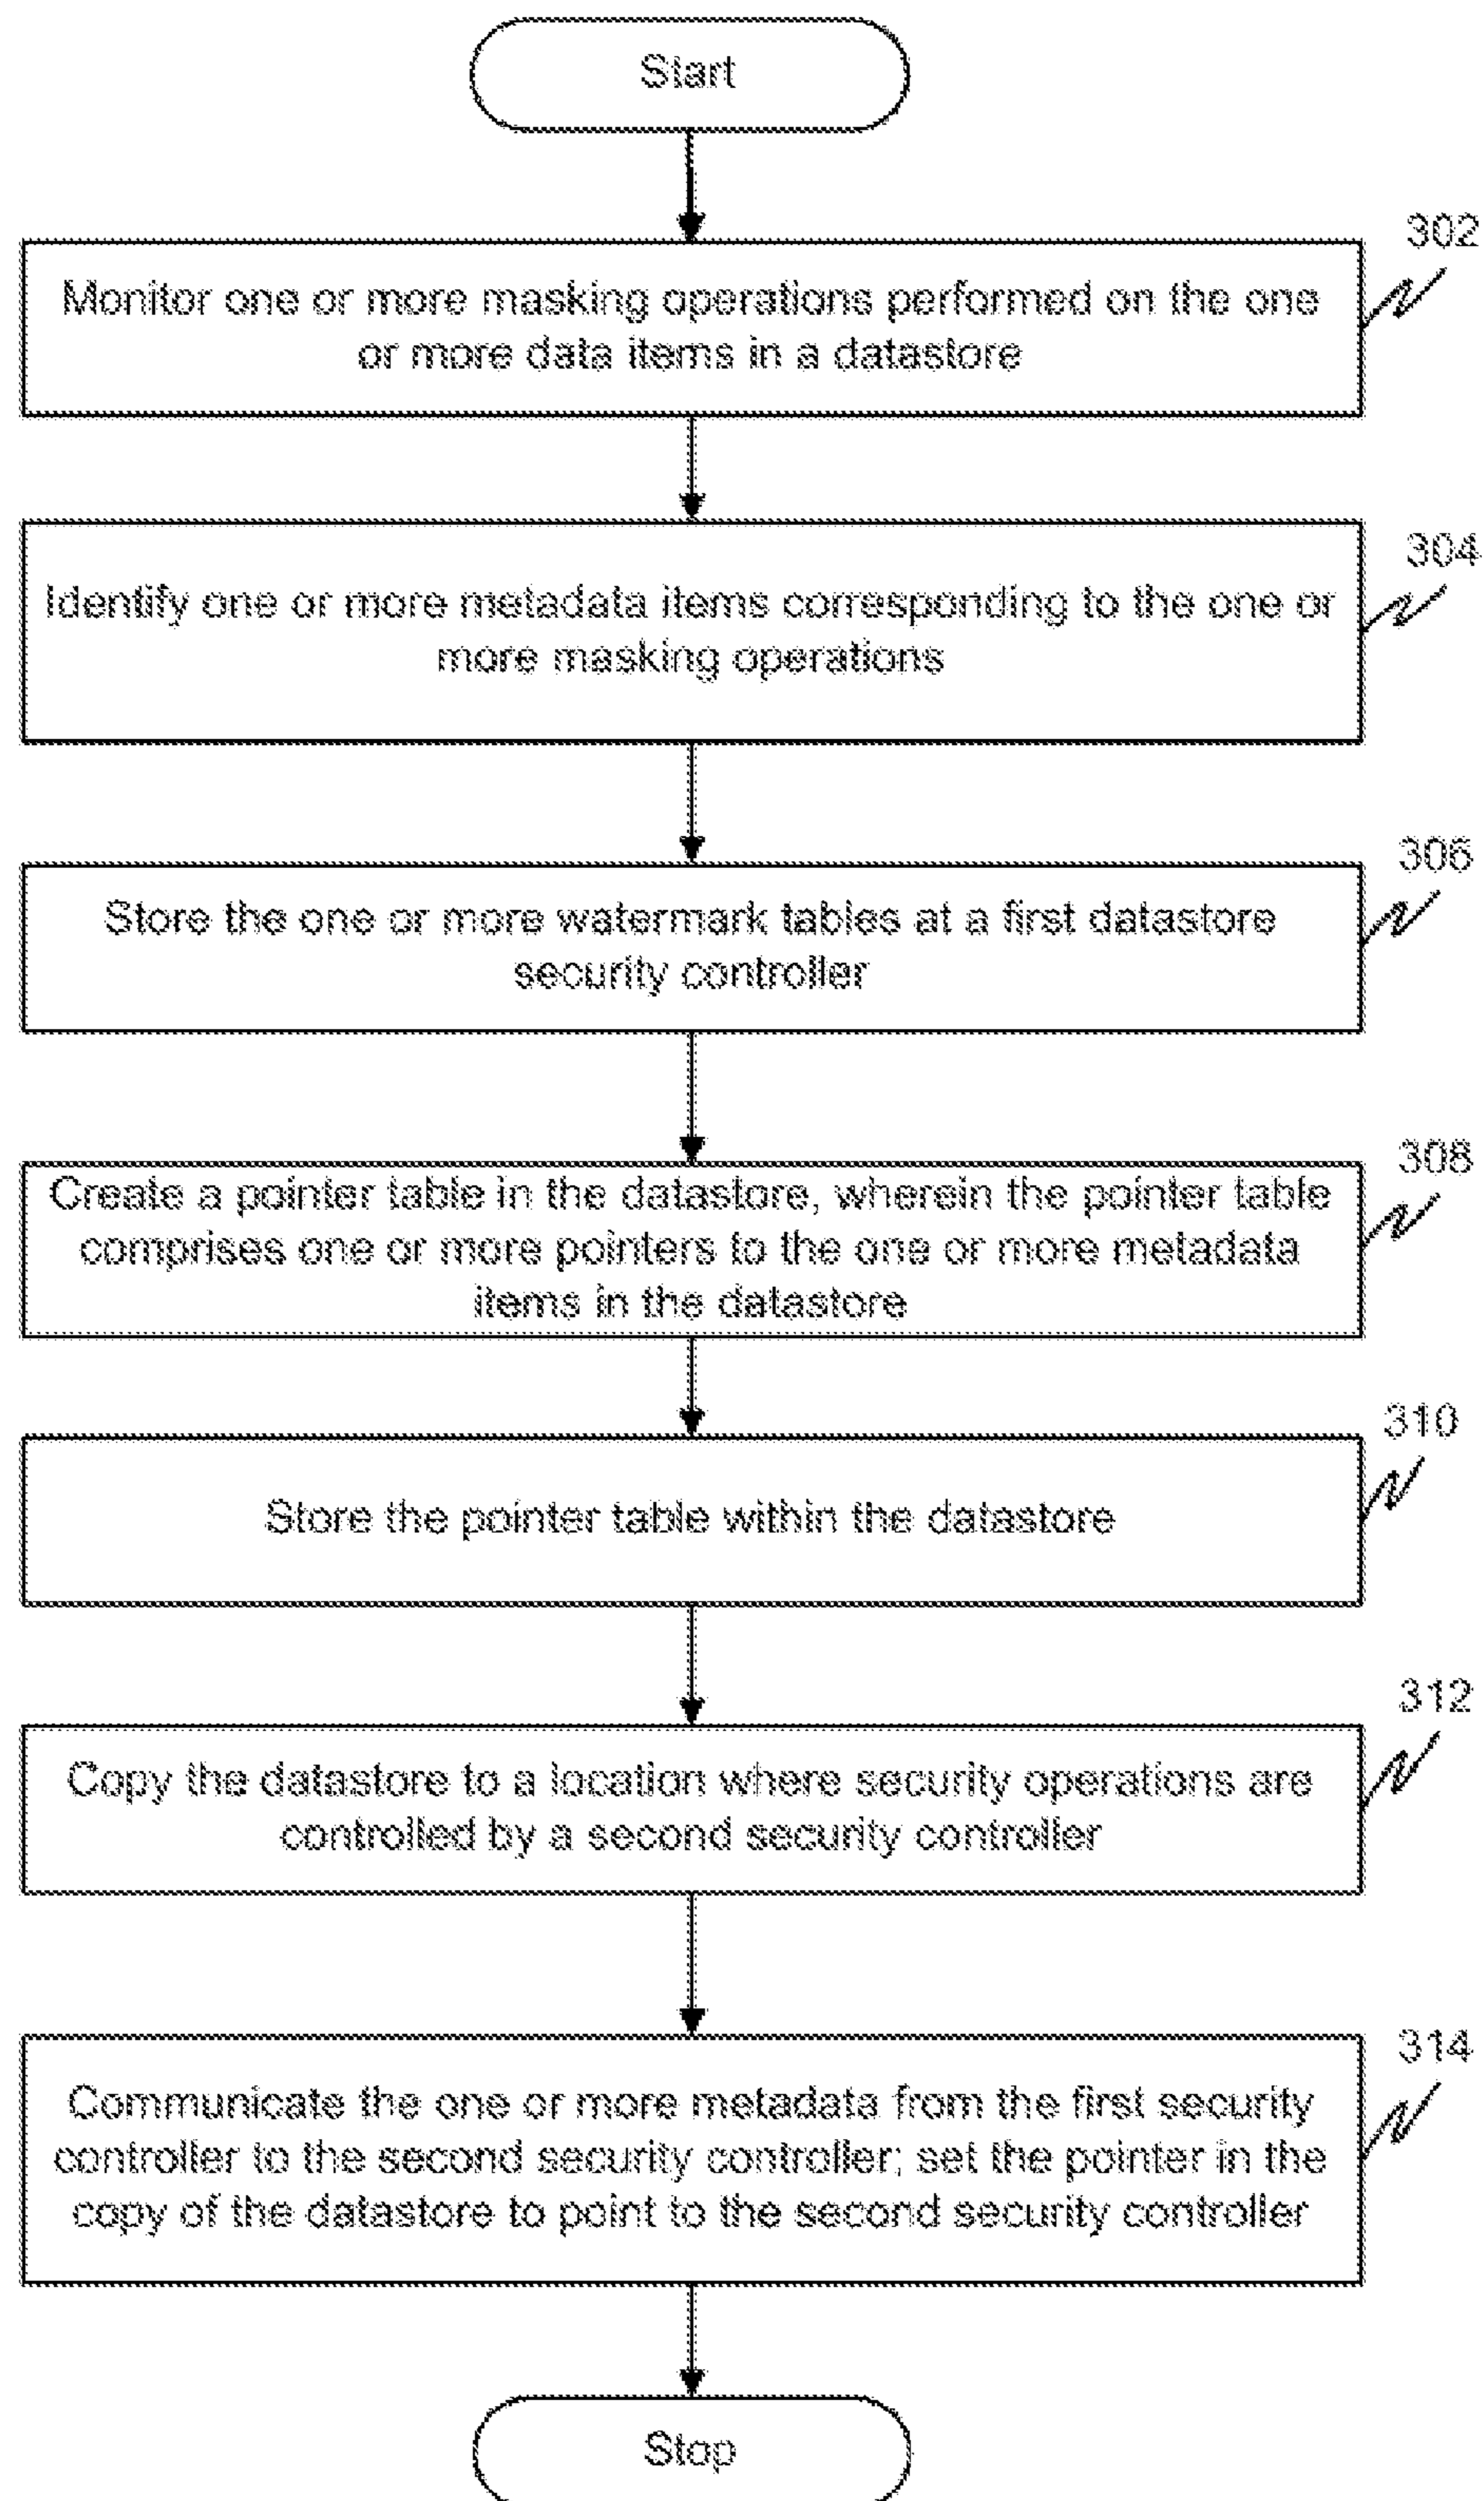 Start
302
Monitor one or more masking operations performed on the one
or more data items in a datastore
304
Identify one or more metadata items corresponding to the one or
more masking operations
306
Store the one or more watermark tables at a first datastore
security controller
308
Create a pointer table in the datastore, wherein the pointer table
comprises one or more pointers to the one or more metadata
items in the datastore
310
Store the pointer table within the datastore
312
Copy the datastore to a location where security operations are
controlled by a second security controller
314
Communicate the one or more metadata from the first security
controller to the second security controller; set the pointer in the
copy of the datastore to point to the second security controller
Stop